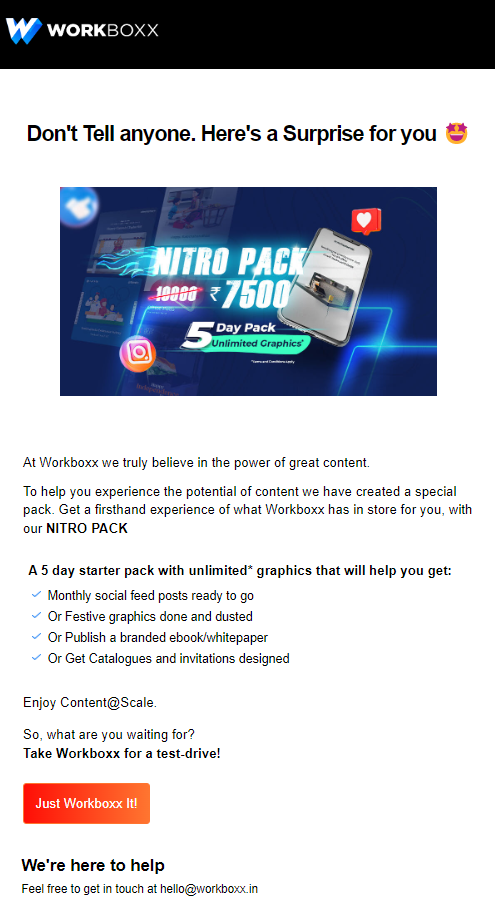 WORKBOXX
Don't Tell anyone. Here's a Surprise for you 🤩
NITRO PACK
10000 ₹ 7500
5 Day Pack
Unlimited Graphics*
*Terms and Conditions Apply
At Workboxx we truly believe in the power of great content.
To help you experience the potential of content we have created a special
pack. Get a firsthand experience of what Workboxx has in store for you, with
our NITRO PACK
A 5 day starter pack with unlimited* graphics that will help you get:
Monthly social feed posts ready to go
Or Festive graphics done and dusted
Or Publish a branded ebook/whitepaper
Or Get Catalogues and invitations designed
Enjoy Content@Scale.
So, what are you waiting for?
Take Workboxx for a test-drive!
Just Workboxx It!
We're here to help
Feel free to get in touch at hello@workboxx.in